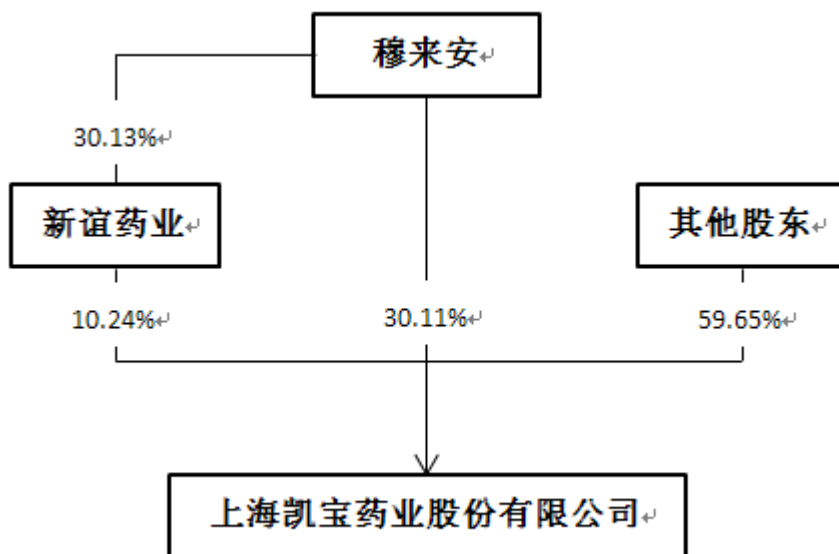 穆来安
30.13%
新谊药业
其他股东
10.24%
30.11%
59.65%
上海凯宝药业股份有限公司